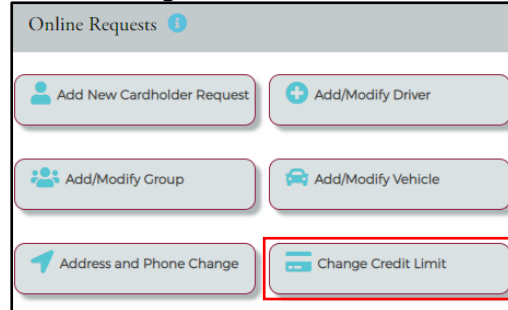 Online Requests
Add New Cardholder Request
Add/Modify Driver
Add/Modify Group
Add/Modify Vehicle
Address and Phone Change
Change Credit Limit